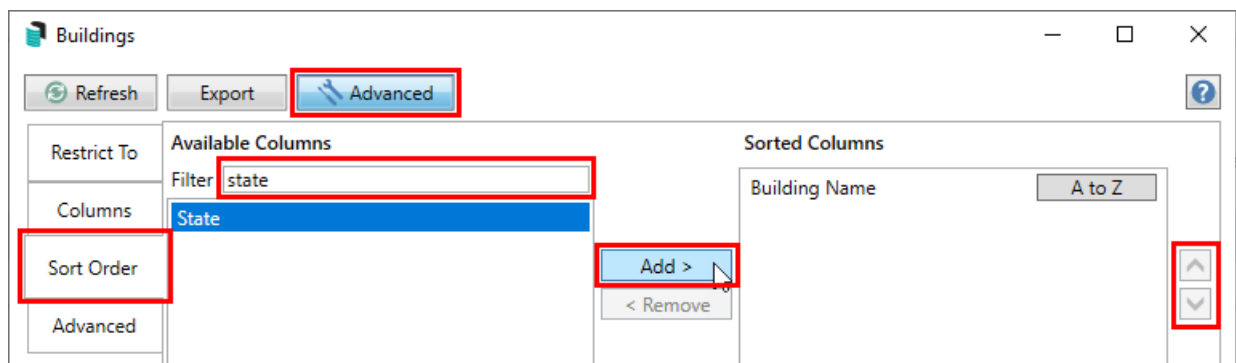 Buildings
Refresh Export Advanced ?
Restrict To
Columns
Sort Order
Advanced
Available Columns
Filter state
State
Add >
< Remove
Sorted Columns
Building Name A to Z